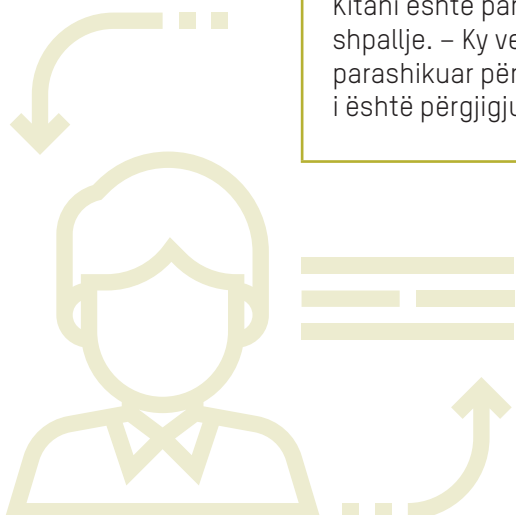 Kitani është par
shpallje. – Ky ve
parashikuar për
i është përgjigju